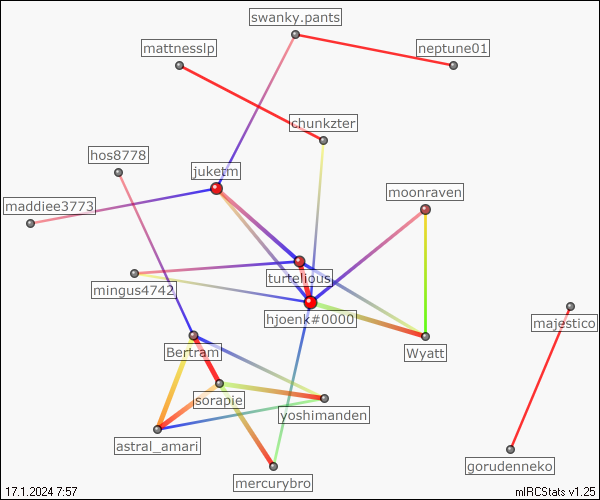 swanky.pants
mattnesslp
neptune01
chunkzter
hos8778
juketm
moonraven
maddiee3773
turtelious
mingus4742
hjoenk#0000
majestico
Bertram
Wyatt
sorapie
yoshimanden
astral_amari
gorudenneko
mercurybro
17.1.2024 7:57
mIRCStats v1.25